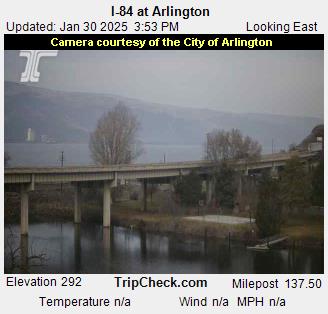 I-84 at Arlington
Updated: Jan 30 2025 3:53 PM Looking East
Camera courtesy of the City of Arlington
Elevation 292 TripCheck.com Milepost 137.50
Temperature n/a Wind n/a MPH n/a